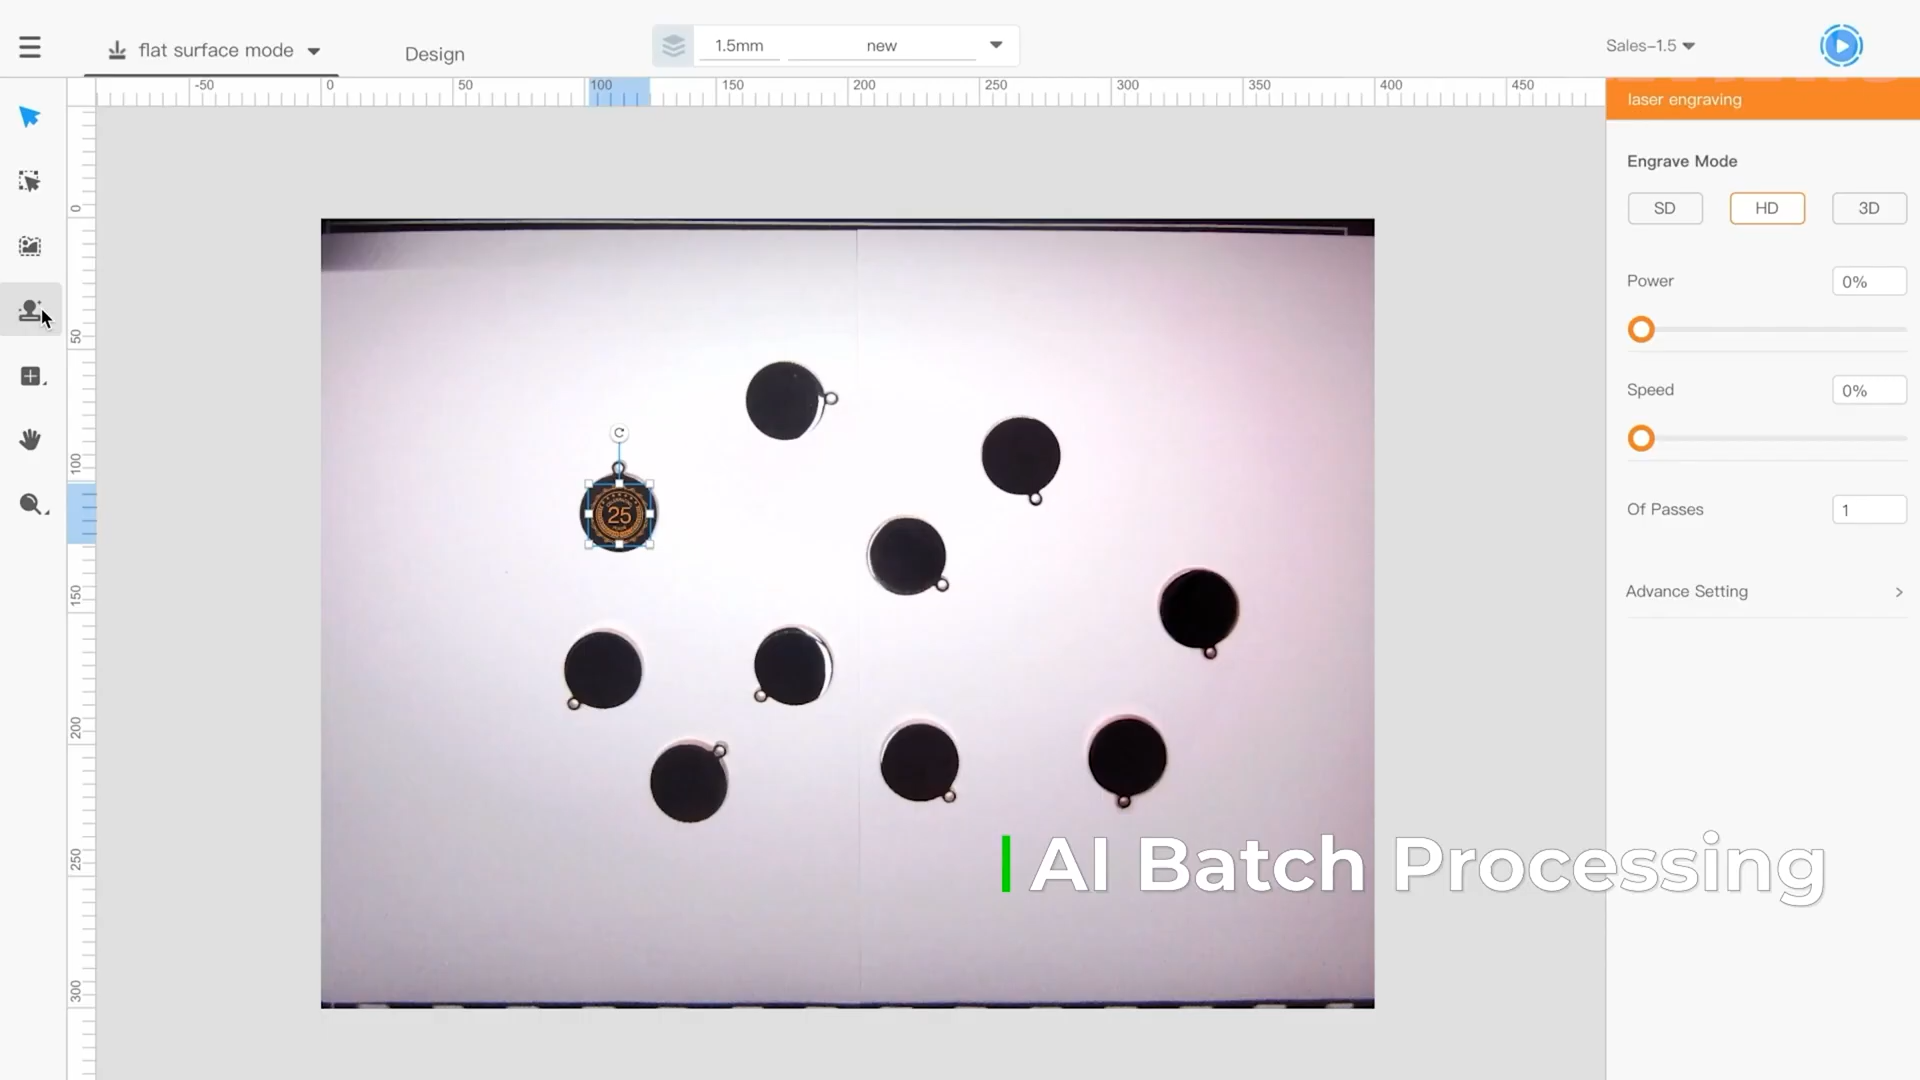 flat surface mode
Design
1.5mm
new
Sales-1.5
-50
0
50
100
150
200
250
300
350
400
450
0
50
100
150
200
250
300
laser engraving
Engrave Mode
SD
HD
3D
Power
0%
Speed
0%
Of Passes
1
Advance Setting
25
AI Batch Processing